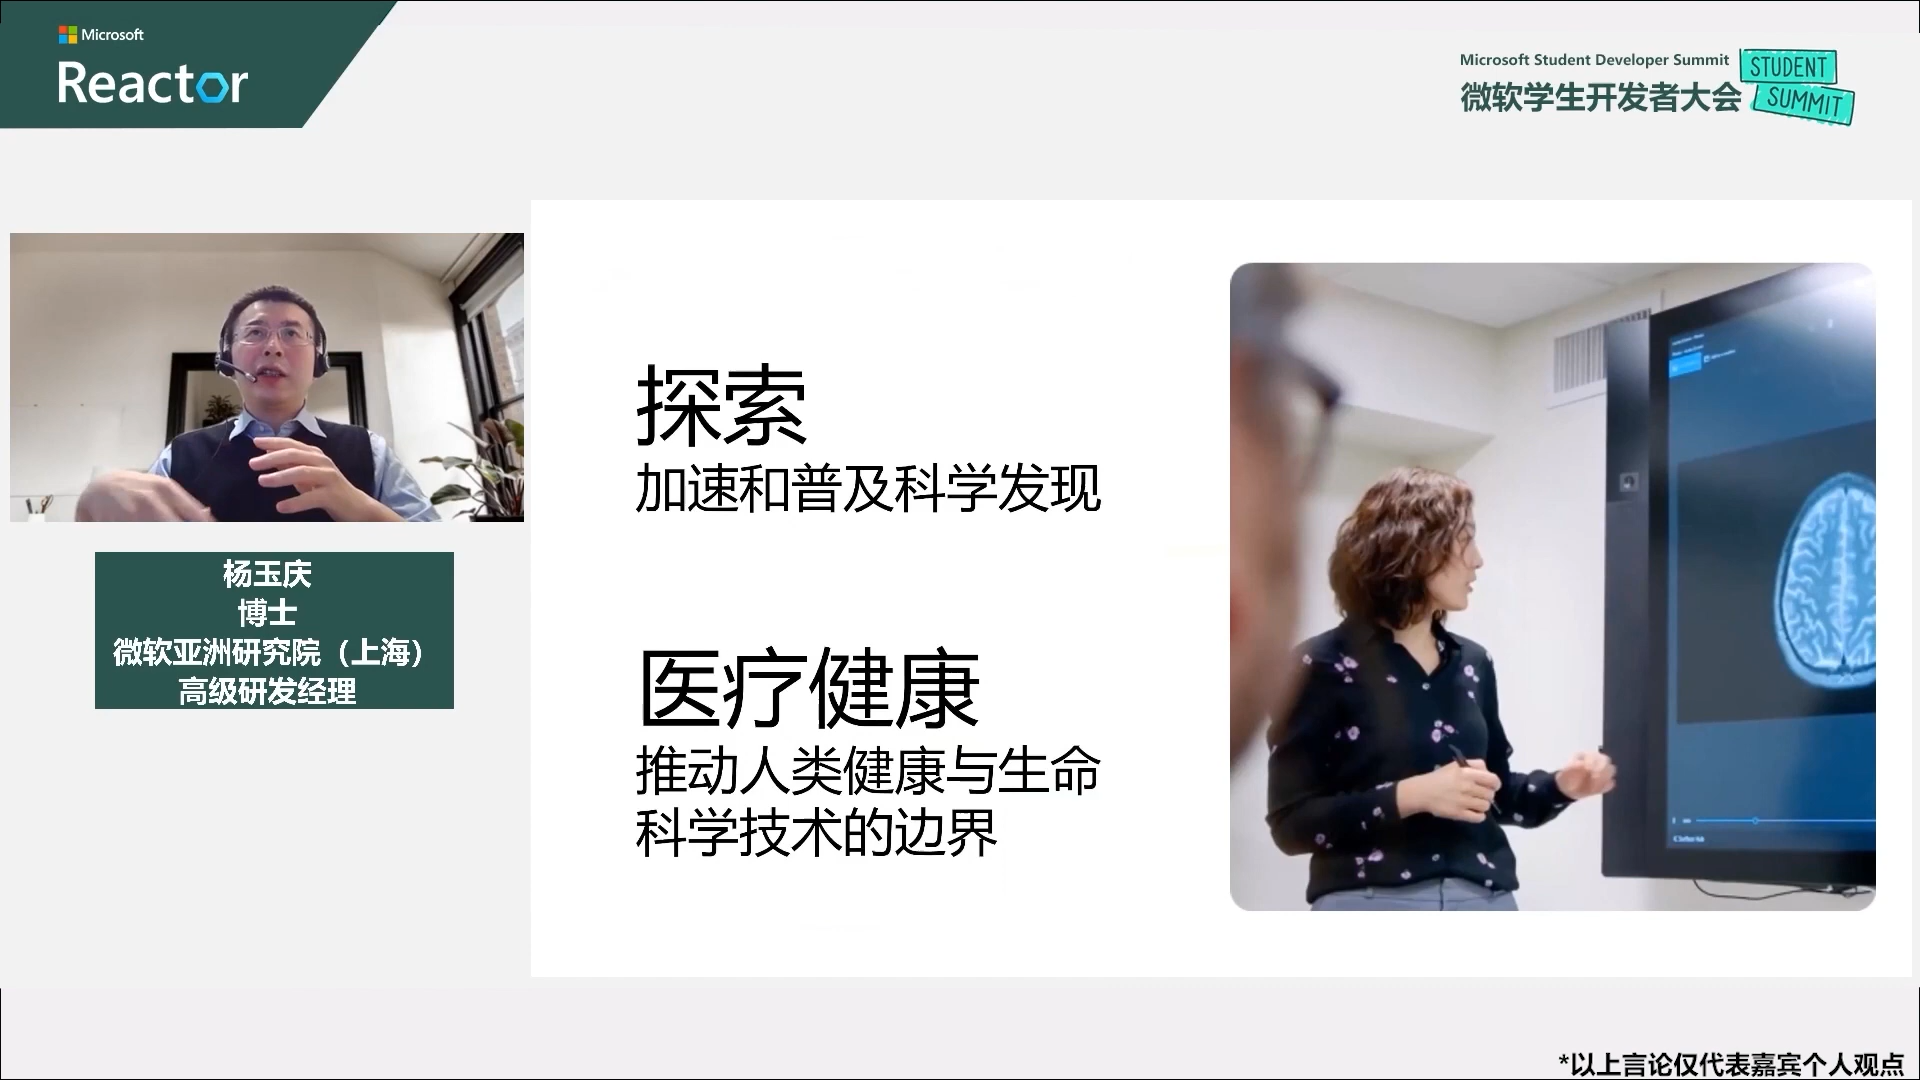 Microsoft
Reactor
Microsoft Student Developer Summit
微软学生开发者大会
STUDENT
SUMMIT
杨玉庆
博士
微软亚洲研究院（上海）
高级研发经理
探索
加速和普及科学发现
医疗健康
推动人类健康与生命
科学技术的边界
*以上言论仅代表嘉宾个人观点